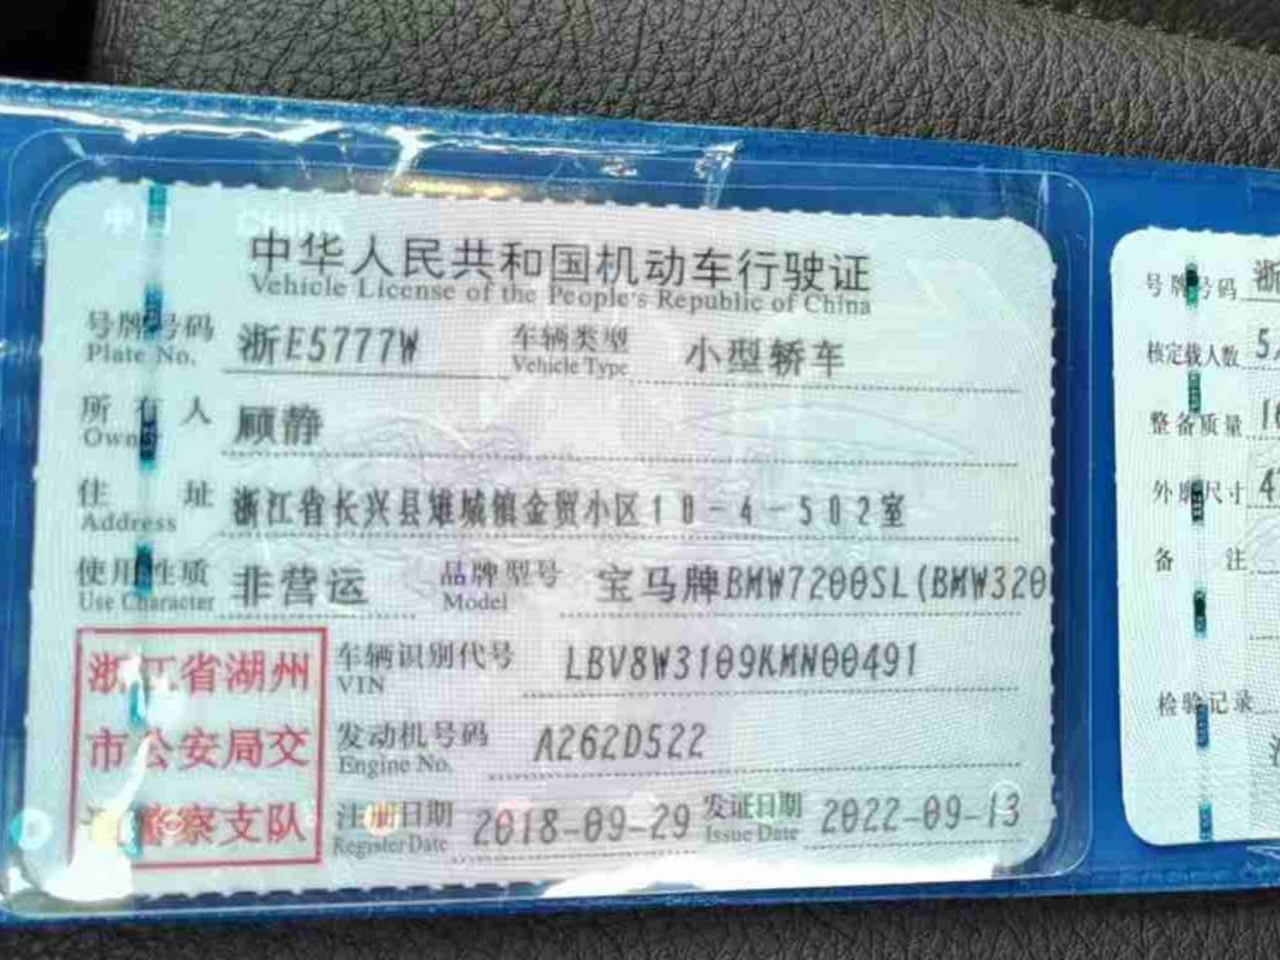 CHINA
中华人民共和国机动车行驶证
Vehicle License of the People's Republic of China
号牌号码 浙E5777W 车辆类型 小型轿车
Plate No. Vehicle Type
所有人 顾静
Owner
住址 浙江省长兴县雉城镇金贸小区10-4-502室
Address
使用性质 非营运 品牌型号 宝马牌BMW7200SL(BMW320
Use Character Model
浙江省湖州
市公安局交
警察支队
车辆识别代号 LBV8W3109KMN00491
VIN
发动机号码 A262D522
Engine No.
注册日期 2018-09-29 发证日期 2022-09-13
Register Date Issue Date
号牌号码 浙
核定载人数 5
整备质量 1
外廓尺寸 4
备注
检验记录